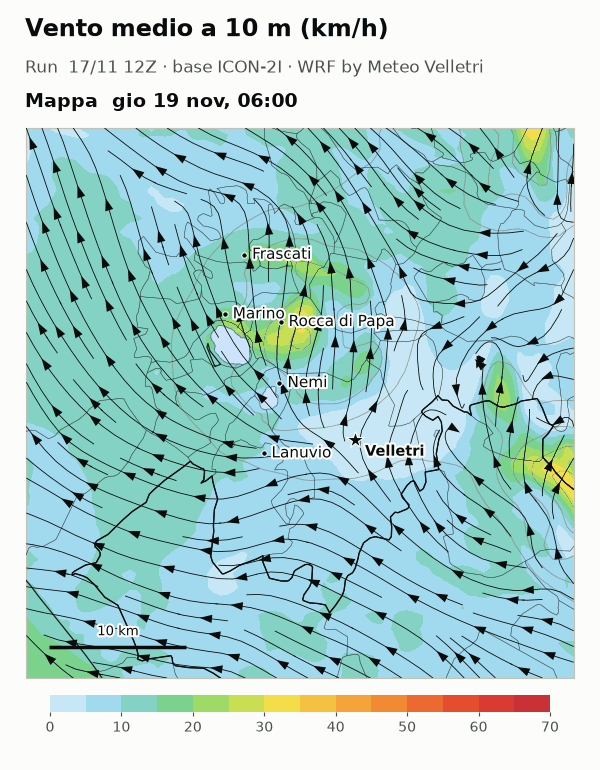 Vento medio a 10 m (km/h)
Run  17/11 12Z · base ICON-2I · WRF by Meteo Velletri
Mappa  gio 19 nov, 06:00
Frascati
Marino
Rocca di Papa
Nemi
Velletri
Lanuvio
10 km
0 10 20 30 40 50 60 70